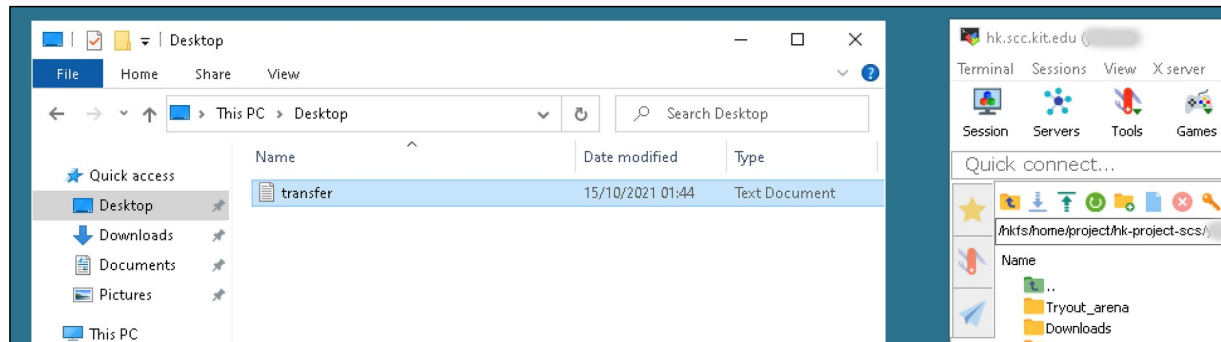 Desktop
File Home Share View
This PC > Desktop
Search Desktop
Name Date modified Type
Quick access
Desktop
Downloads
Documents
Pictures
This PC
transfer 15/10/2021 01:44 Text Document
hk.scc.kit.edu (
Terminal Sessions View X server
Session Servers Tools Games
Quick connect...
/hkfs/home/project/hk-project-scs/
Name
..
Tryout_arena
Downloads